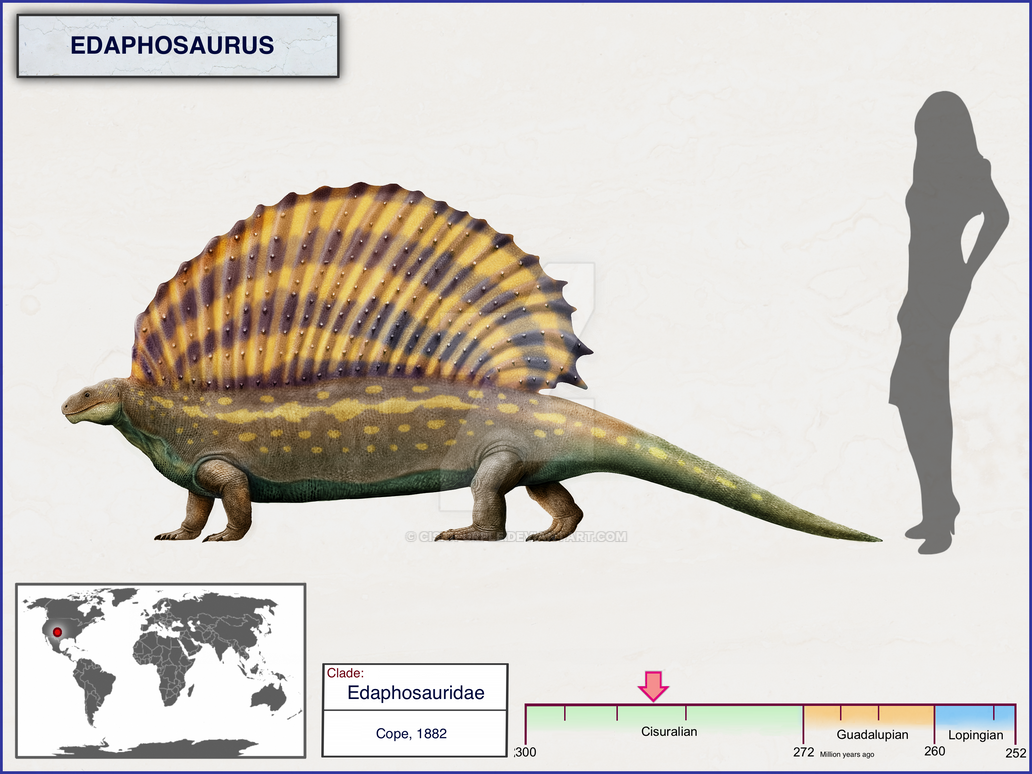 EDAPHOSAURUS
Clade:
Edaphosauridae
Cope, 1882
Cisuralian
Guadalupian
Lopingian
300
272
Million years ago
260
252